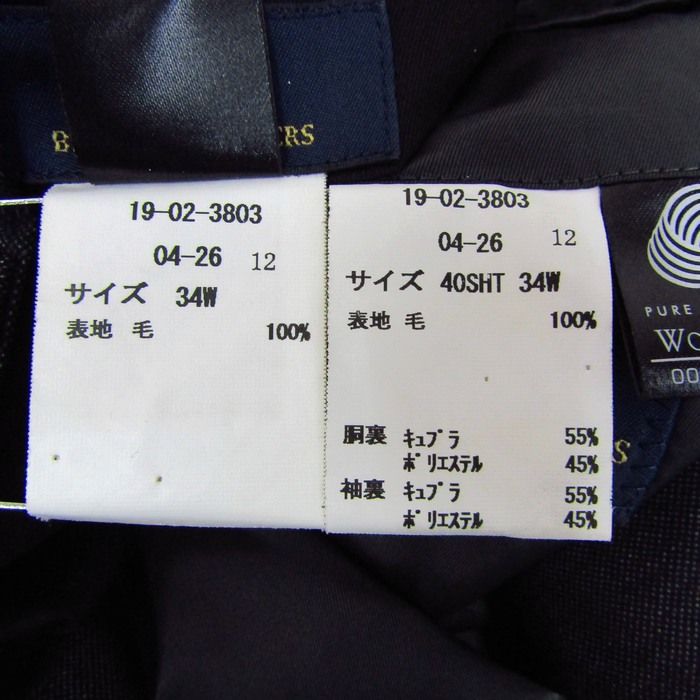 ERS
19-02-3803
04-26 12
サイズ 34W
表地 毛 100%
19-02-3803
04-26 12
サイズ 40SHT 34W
表地 毛 100%
胴裏 キュプラ 55%
ポリエステル 45%
袖裏 キュプラ 55%
ポリエステル 45%
PURE
00
S